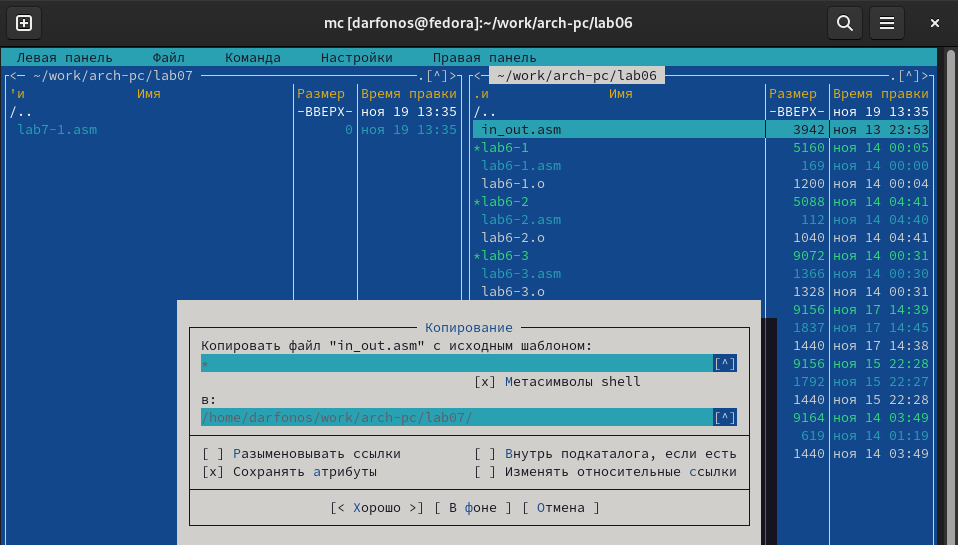 mc [darfonos@fedora]:~/work/arch-pc/lab06
Левая панель Файл Команда Настройки Правая панель
<— ~/work/arch-pc/lab07 .[^]> <— ~/work/arch-pc/lab06 .[^]>
'и Имя Размер Время правки .и Имя Размер Время правки
/.. -ВВЕРХ- ноя 19 13:35 /.. -ВВЕРХ- ноя 19 13:35
lab7-1.asm 0 ноя 19 13:35 in_out.asm 3942 ноя 13 23:53
*lab6-1 5160 ноя 14 00:05
lab6-1.asm 169 ноя 14 00:00
lab6-1.o 1200 ноя 14 00:04
*lab6-2 5088 ноя 14 04:41
lab6-2.asm 112 ноя 14 04:40
lab6-2.o 1040 ноя 14 04:41
*lab6-3 9072 ноя 14 00:31
lab6-3.asm 1366 ноя 14 00:30
lab6-3.o 1328 ноя 14 00:31
9156 ноя 17 14:39
Копирование 1837 ноя 17 14:45
Копировать файл "in_out.asm" с исходным шаблоном: 1440 ноя 17 14:38
* [^] 9156 ноя 15 22:28
[x] Метасимволы shell 1792 ноя 15 22:27
в: 1440 ноя 15 22:28
/home/darfonos/work/arch-pc/lab07/ [^] 9164 ноя 14 03:49
619 ноя 14 01:19
[ ] Разыменовывать ссылки [ ] Внутрь подкаталога, если есть 1440 ноя 14 03:49
[x] Сохранять атрибуты [ ] Изменять относительные ссылки
[< Хорошо >] [ В фоне ] [ Отмена ]